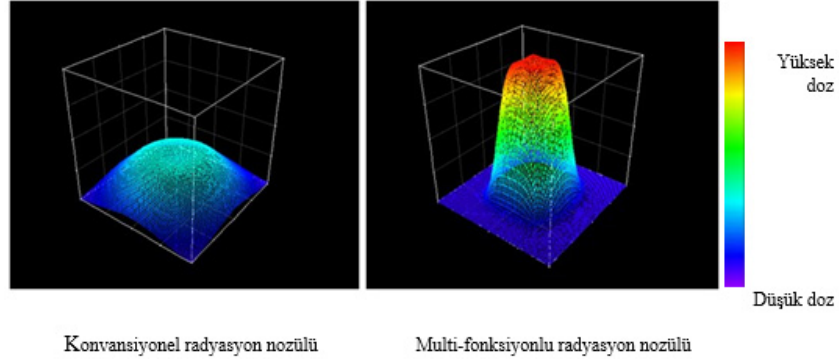 Yüksek
doz
Düşük doz
Konvansiyonel radyasyon nozülü
Multi-fonksiyonlu radyasyon nozülü